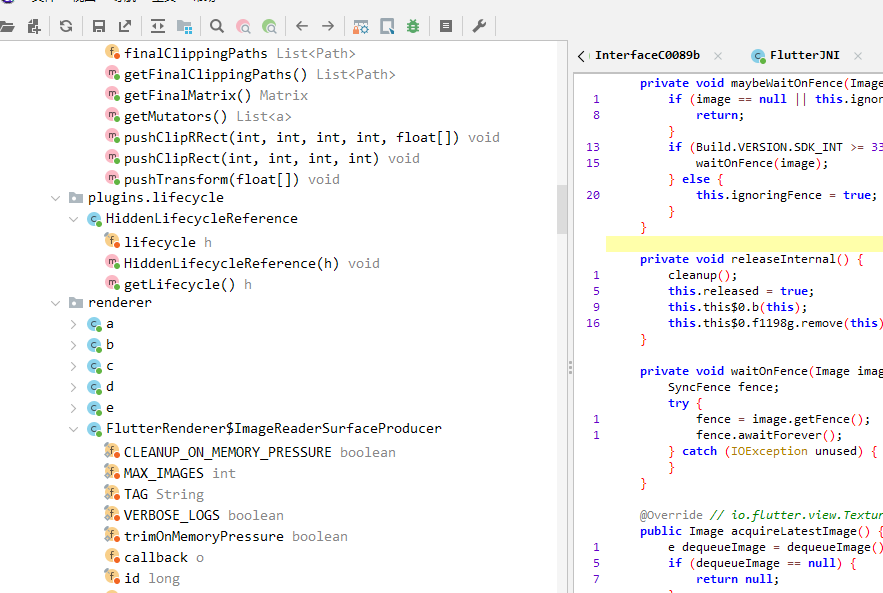 finalClippingPaths List<Path>
getFinalClippingPaths() List<Path>
getFinalMatrix() Matrix
getMutators() List<a>
pushClipRRect(int, int, int, int, float[]) void
pushClipRect(int, int, int, int) void
pushTransform(float[]) void
plugins.lifecycle
HiddenLifecycleReference
lifecycle h
HiddenLifecycleReference(h) void
getLifecycle() h
renderer
a
b
c
d
e
FlutterRenderer$ImageReaderSurfaceProducer
CLEANUP_ON_MEMORY_PRESSURE boolean
MAX_IMAGES int
TAG String
VERBOSE_LOGS boolean
trimOnMemoryPressure boolean
callback o
id long
InterfaceC0089b × FlutterJNI ×
private void maybeWaitOnFence(Image
1 if (image == null || this.ignor
8 return;
}
13 if (Build.VERSION.SDK_INT >= 33
15 waitOnFence(image);
} else {
20 this.ignoringFence = true;
}
}
private void releaseInternal() {
1 cleanup();
5 this.released = true;
9 this.this$0.b(this);
16 this.this$0.f1198g.remove(this)
}
private void waitOnFence(Image imag
SyncFence fence;
try {
1 fence = image.getFence();
1 fence.awaitForever();
} catch (IOException unused) {
}
}
@Override // io.flutter.view.Textur
public Image acquireLatestImage() {
1 e dequeueImage = dequeueImage()
5 if (dequeueImage == null) {
7 return null;